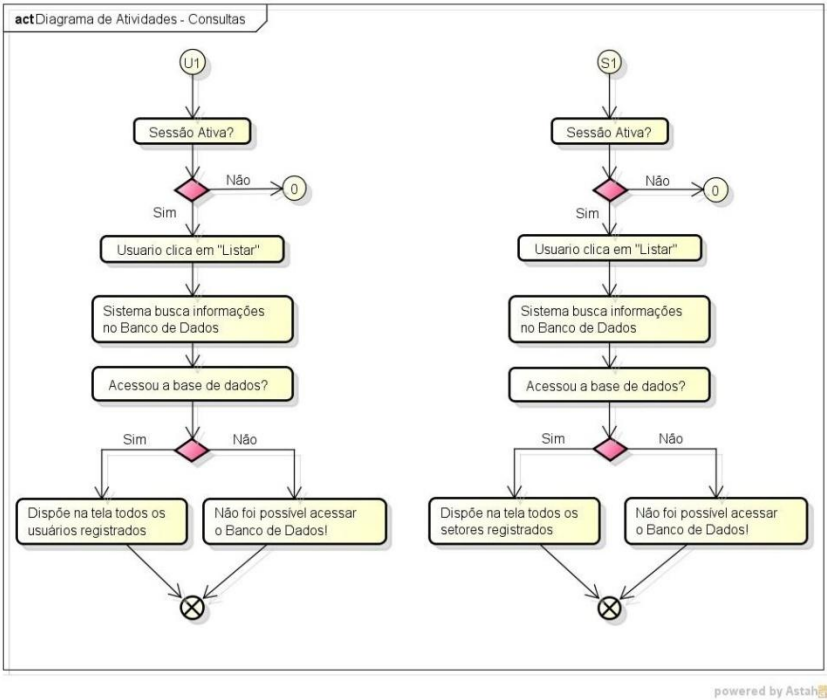 act Diagrama de Atividades - Consultas
U1
Sessão Ativa?
Não
0
Sim
Usuario clica em "Listar"
Sistema busca informações
no Banco de Dados
Acessou a base de dados?
Sim
Não
Dispõe na tela todos os
usuários registrados
Não foi possível acessar
o Banco de Dados!
S1
Sessão Ativa?
Não
0
Sim
Usuario clica em "Listar"
Sistema busca informações
no Banco de Dados
Acessou a base de dados?
Sim
Não
Dispõe na tela todos os
setores registrados
Não foi possível acessar
o Banco de Dados!
powered by Astah